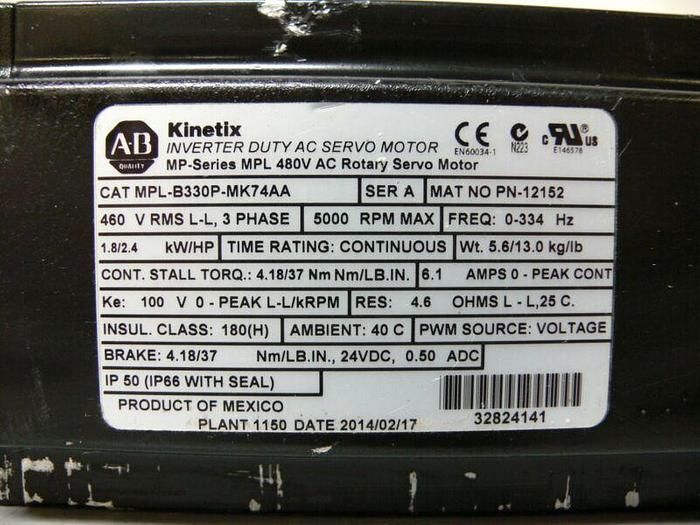 A-B
QUALITY
Kinetix
INVERTER DUTY AC SERVO MOTOR
MP-Series MPL 480V AC Rotary Servo Motor
CE
EN60034-1
N223
C UR US
E146578
CAT MPL-B330P-MK74AA SER A MAT NO PN-12152
460 V RMS L-L, 3 PHASE 5000 RPM MAX FREQ: 0-334 Hz
1.8/2.4 kW/HP TIME RATING: CONTINUOUS Wt. 5.6/13.0 kg/lb
CONT. STALL TORQ.: 4.18/37 Nm Nm/LB.IN. 6.1 AMPS 0 - PEAK CONT
Ke: 100 V 0 - PEAK L-L/kRPM RES: 4.6 OHMS L - L,25 C.
INSUL. CLASS: 180(H) AMBIENT: 40 C PWM SOURCE: VOLTAGE
BRAKE: 4.18/37 Nm/LB.IN., 24VDC, 0.50 ADC
IP 50 (IP66 WITH SEAL)
PRODUCT OF MEXICO
PLANT 1150 DATE 2014/02/17
32824141